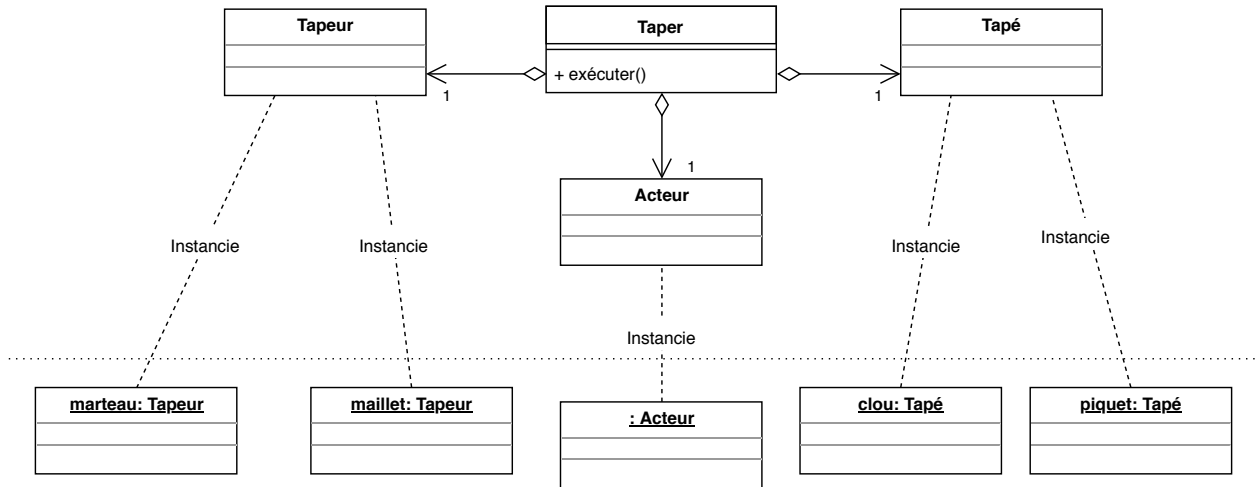 Tapeur
Taper
Tapé
+ exécuter()
1
1
1
Acteur
Instancie
Instancie
Instancie
Instancie
Instancie
marteau: Tapeur
maillet: Tapeur
: Acteur
clou: Tapé
piquet: Tapé